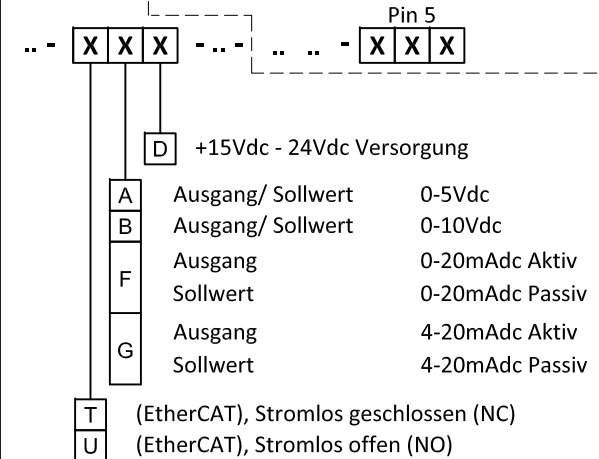 Pin 5
.. - X X X - .. - .. .. - X X X
D +15Vdc - 24Vdc Versorgung
A Ausgang/ Sollwert 0-5Vdc
B Ausgang/ Sollwert 0-10Vdc
F Ausgang 0-20mAdc Aktiv
Sollwert 0-20mAdc Passiv
G Ausgang 4-20mAdc Aktiv
Sollwert 4-20mAdc Passiv
T (EtherCAT), Stromlos geschlossen (NC)
U (EtherCAT), Stromlos offen (NO)